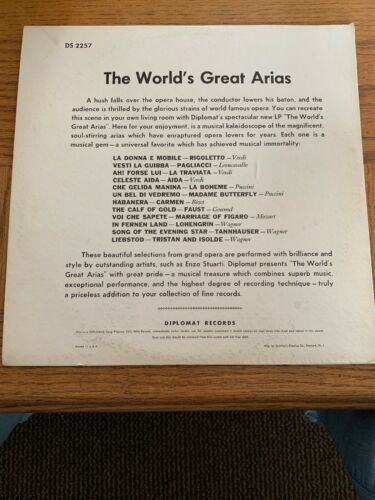 DS 2257
The World's Great Arias
A hush falls over the opera house, the conductor lowers his baton, and the
audience is thrilled by the glorious strains of world famous opera. You can recreate
this scene in your own living room with Diplomat's spectacular new LP "The World's
Great Arias". Here for your enjoyment, is a musical kaleidoscope of the magnificent,
soul-stirring arias which have enraptured opera lovers for years. Each one is a
musical gem — a universal favorite which has achieved musical immortality:
LA DONNA E MOBILE — RIGOLETTO — Verdi
VESTI LA GUIBBA — PAGLIACCI — Leoncavallo
AH! FORSE LUI — LA TRAVIATA — Verdi
CELESTE AIDA — AIDA — Verdi
CHE GELIDA MANINA — LA BOHEME — Puccini
UN BEL DI VEDREMO — MADAME BUTTERFLY — Puccini
HABANERA — CARMEN — Bizet
THE CALF OF GOLD — FAUST — Gounod
VOI CHE SAPETE — MARRIAGE OF FIGARO — Mozart
IN FERNEN LAND — LOHENGRIN — Wagner
SONG OF THE EVENING STAR — TANNHAUSER — Wagner
LIEBSTOD — TRISTAN AND ISOLDE — Wagner
These beautiful selections from grand opera are performed with brilliance and
style by outstanding artists, such as Enzo Stuarti. Diplomat presents "The World's
Great Arias" with great pride — a musical treasure which combines superb music,
exceptional performance, and the highest degree of recording technique — truly
a priceless addition to your collection of fine records.
DIPLOMAT RECORDS